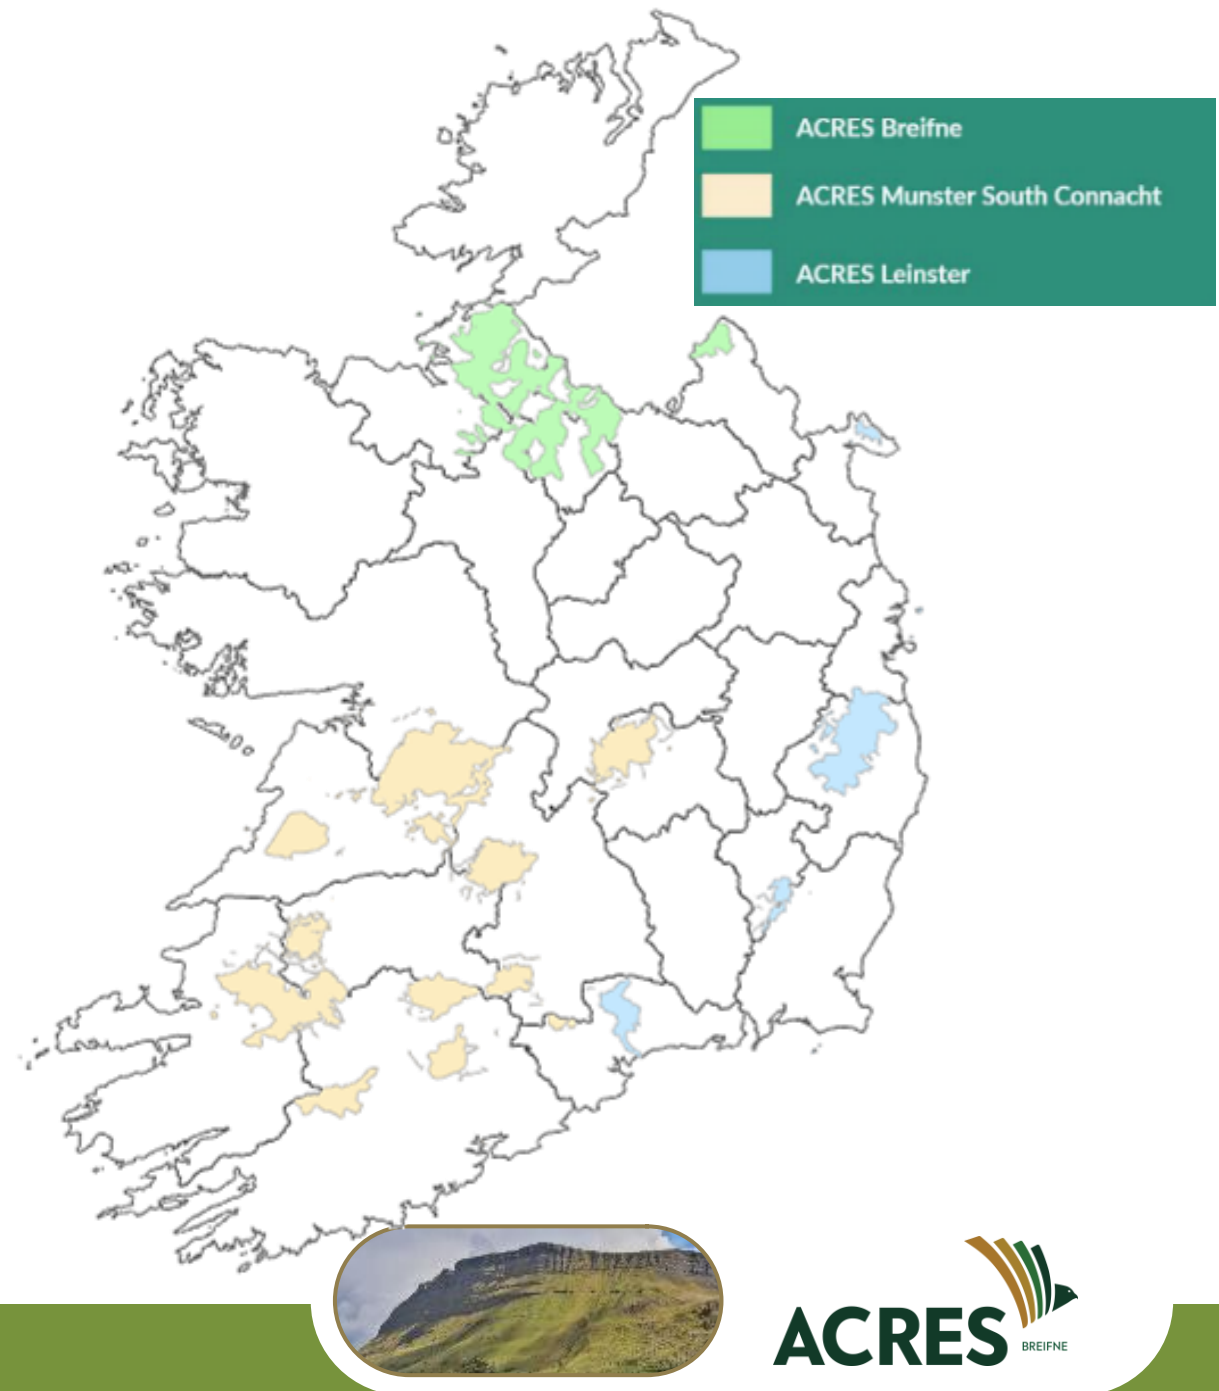 ACRES Breifne
ACRES Munster South Connacht
ACRES Leinster
ACRES
BREIFNE